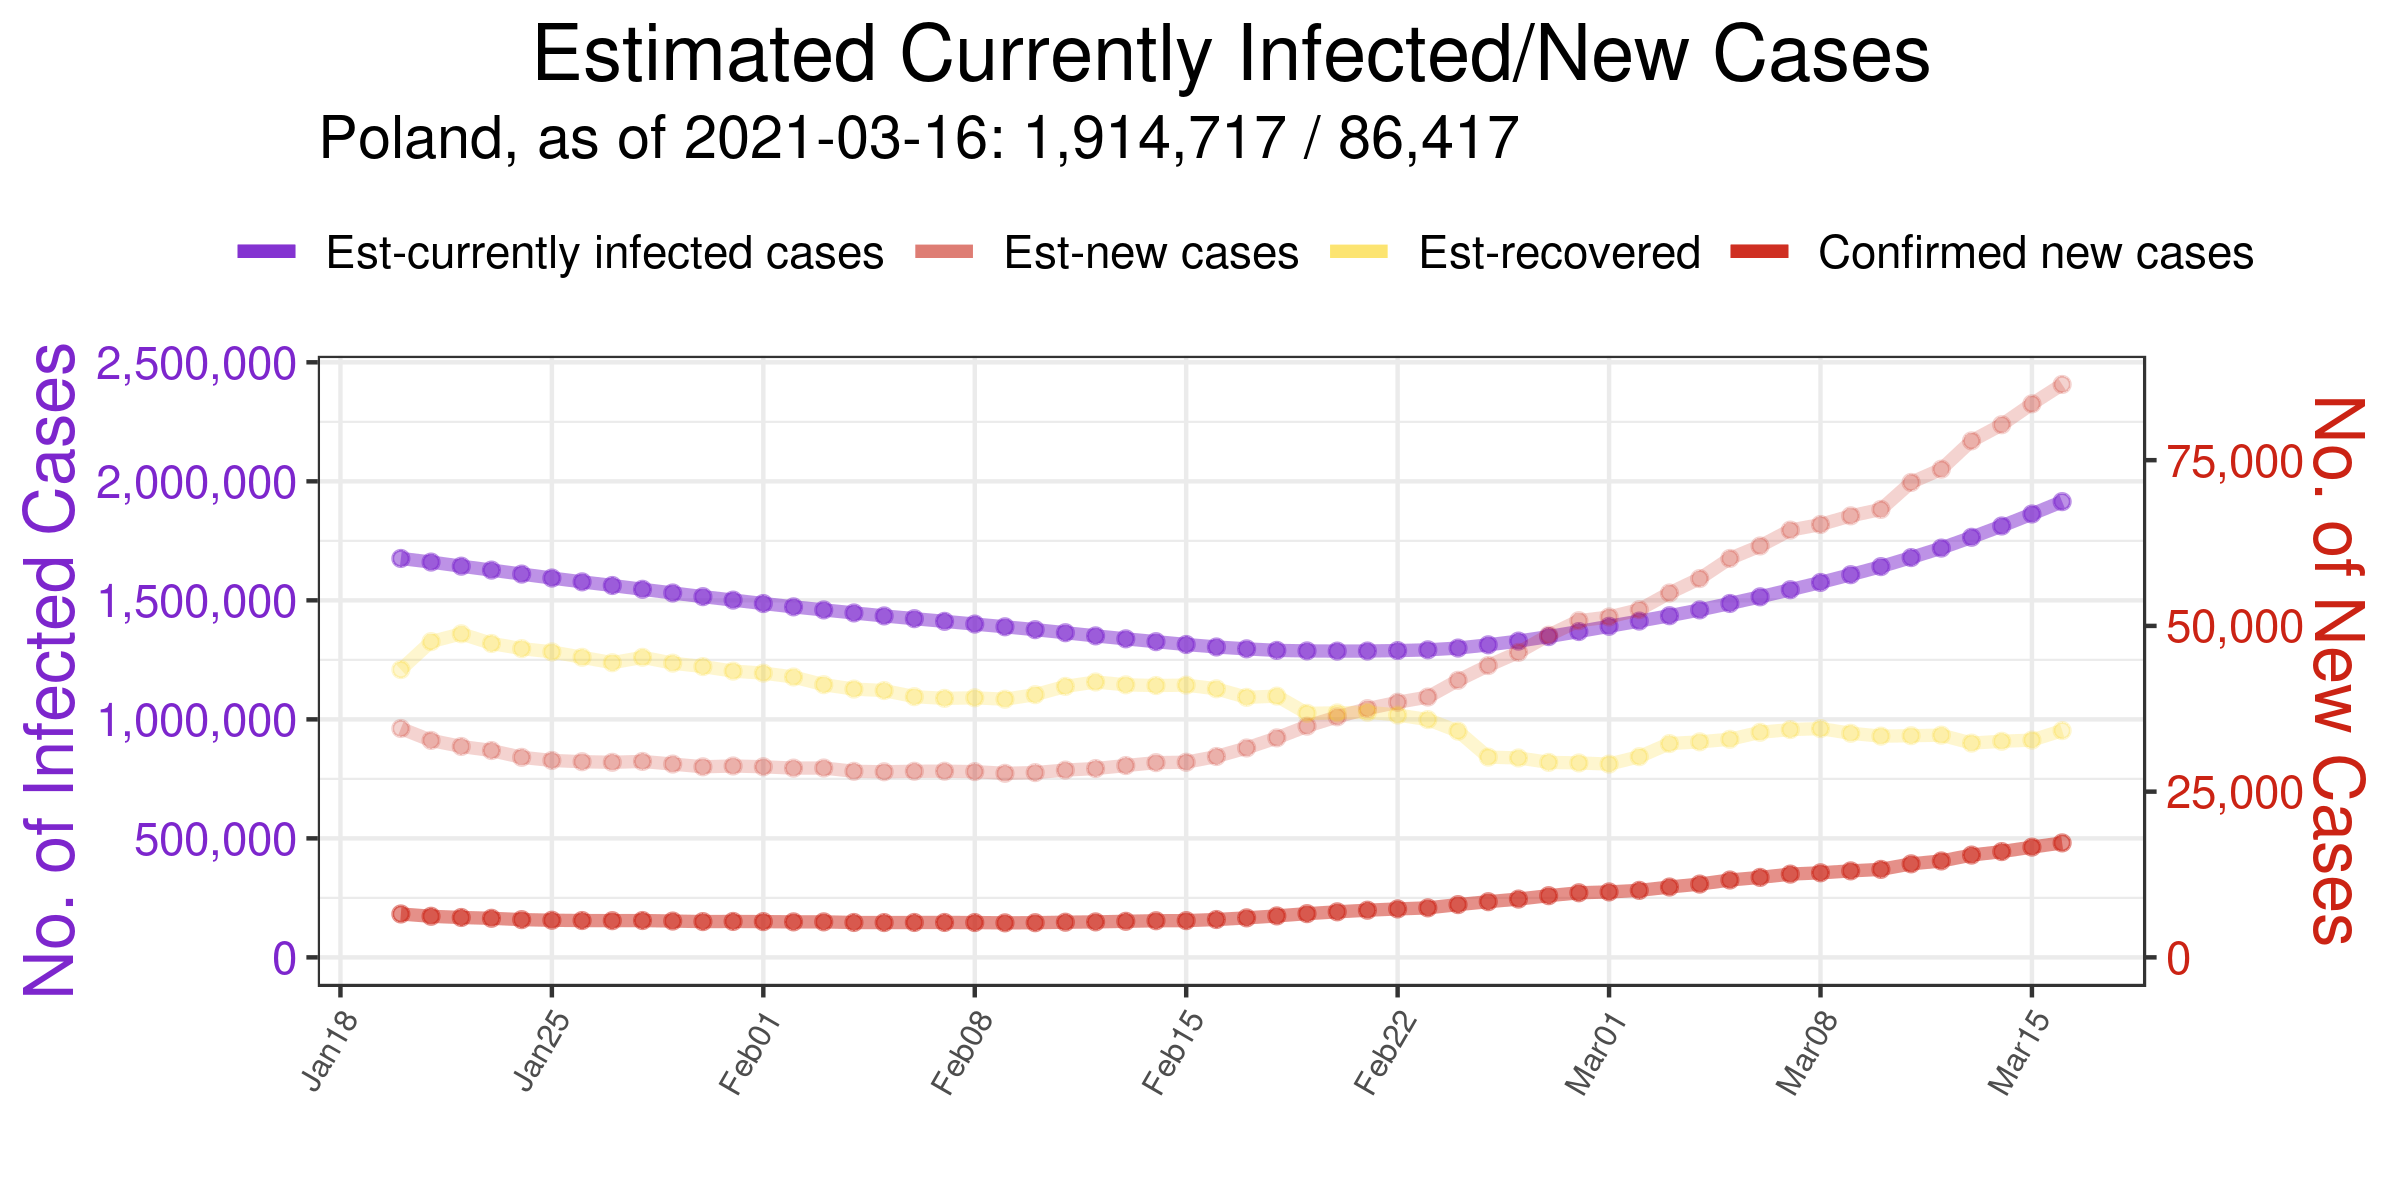 Estimated Currently Infected/New Cases
Poland, as of 2021-03-16: 1,914,717 / 86,417
Est-currently infected cases Est-new cases Est-recovered Confirmed new cases
No. of Infected Cases
2,500,000
2,000,000
1,500,000
1,000,000
500,000
0
75,000
50,000
25,000
0
No. of New Cases
Jan18 Jan25 Feb01 Feb08 Feb15 Feb22 Mar01 Mar08 Mar15